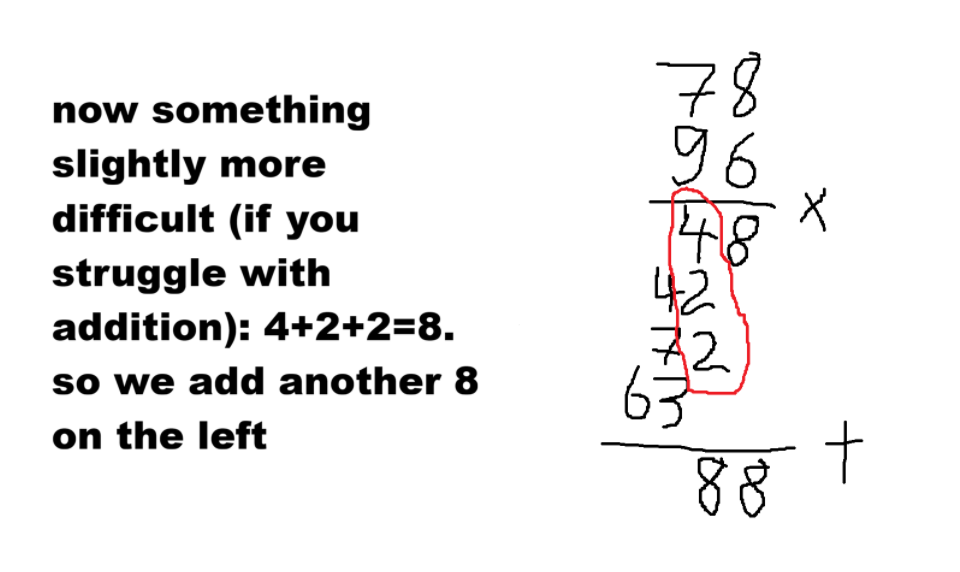 now something
slightly more
difficult (if you
struggle with
addition): 4+2+2=8.
so we add another 8
on the left
78
96
x
48
42
72
63
+
88